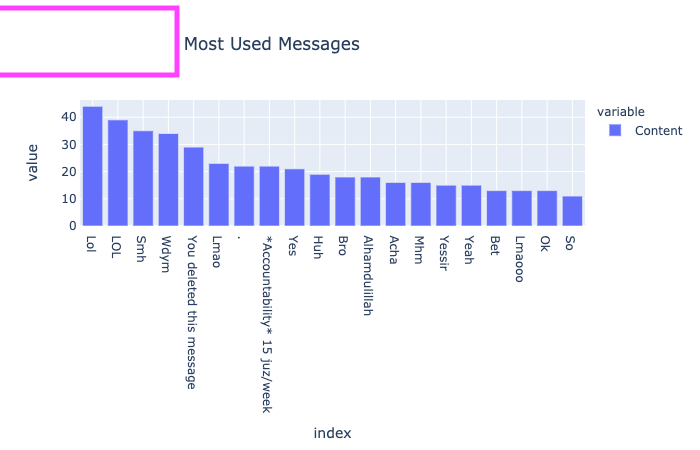 Most Used Messages
variable
Content
value
40
30
20
10
0
Lol
LOL
Smh
Wdym
You deleted this message
Lmao
.
*Accountability* 15 juz/week
Yes
Huh
Bro
Alhamdulillah
Acha
Mhm
Yessir
Yeah
Bet
Lmaooo
Ok
So
index